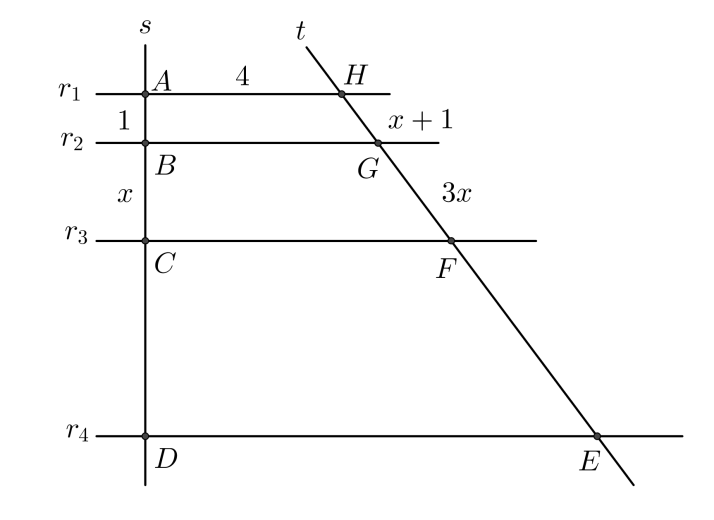 s
t
r₁ A 4 H
1 x + 1
r₂ B G
x 3x
r₃ C F
r₄ D E